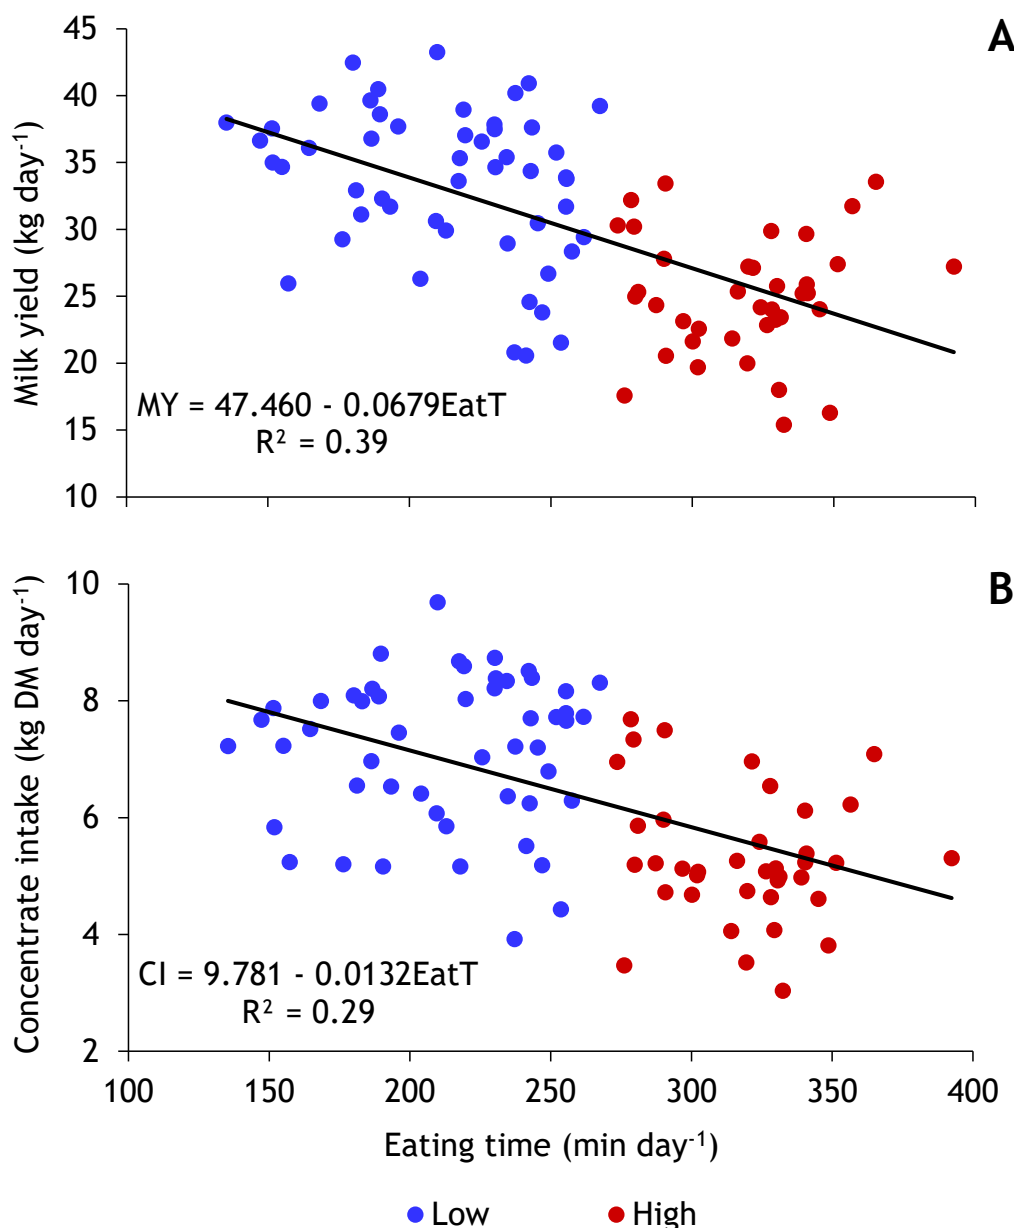 A
45
40
35
30
25
20
15
10
Milk yield (kg day⁻¹)
MY = 47.460 - 0.0679EatT
R² = 0.39
B
10
8
6
4
2
Concentrate intake (kg DM day⁻¹)
CI = 9.781 - 0.0132EatT
R² = 0.29
100 150 200 250 300 350 400
Eating time (min day⁻¹)
Low High